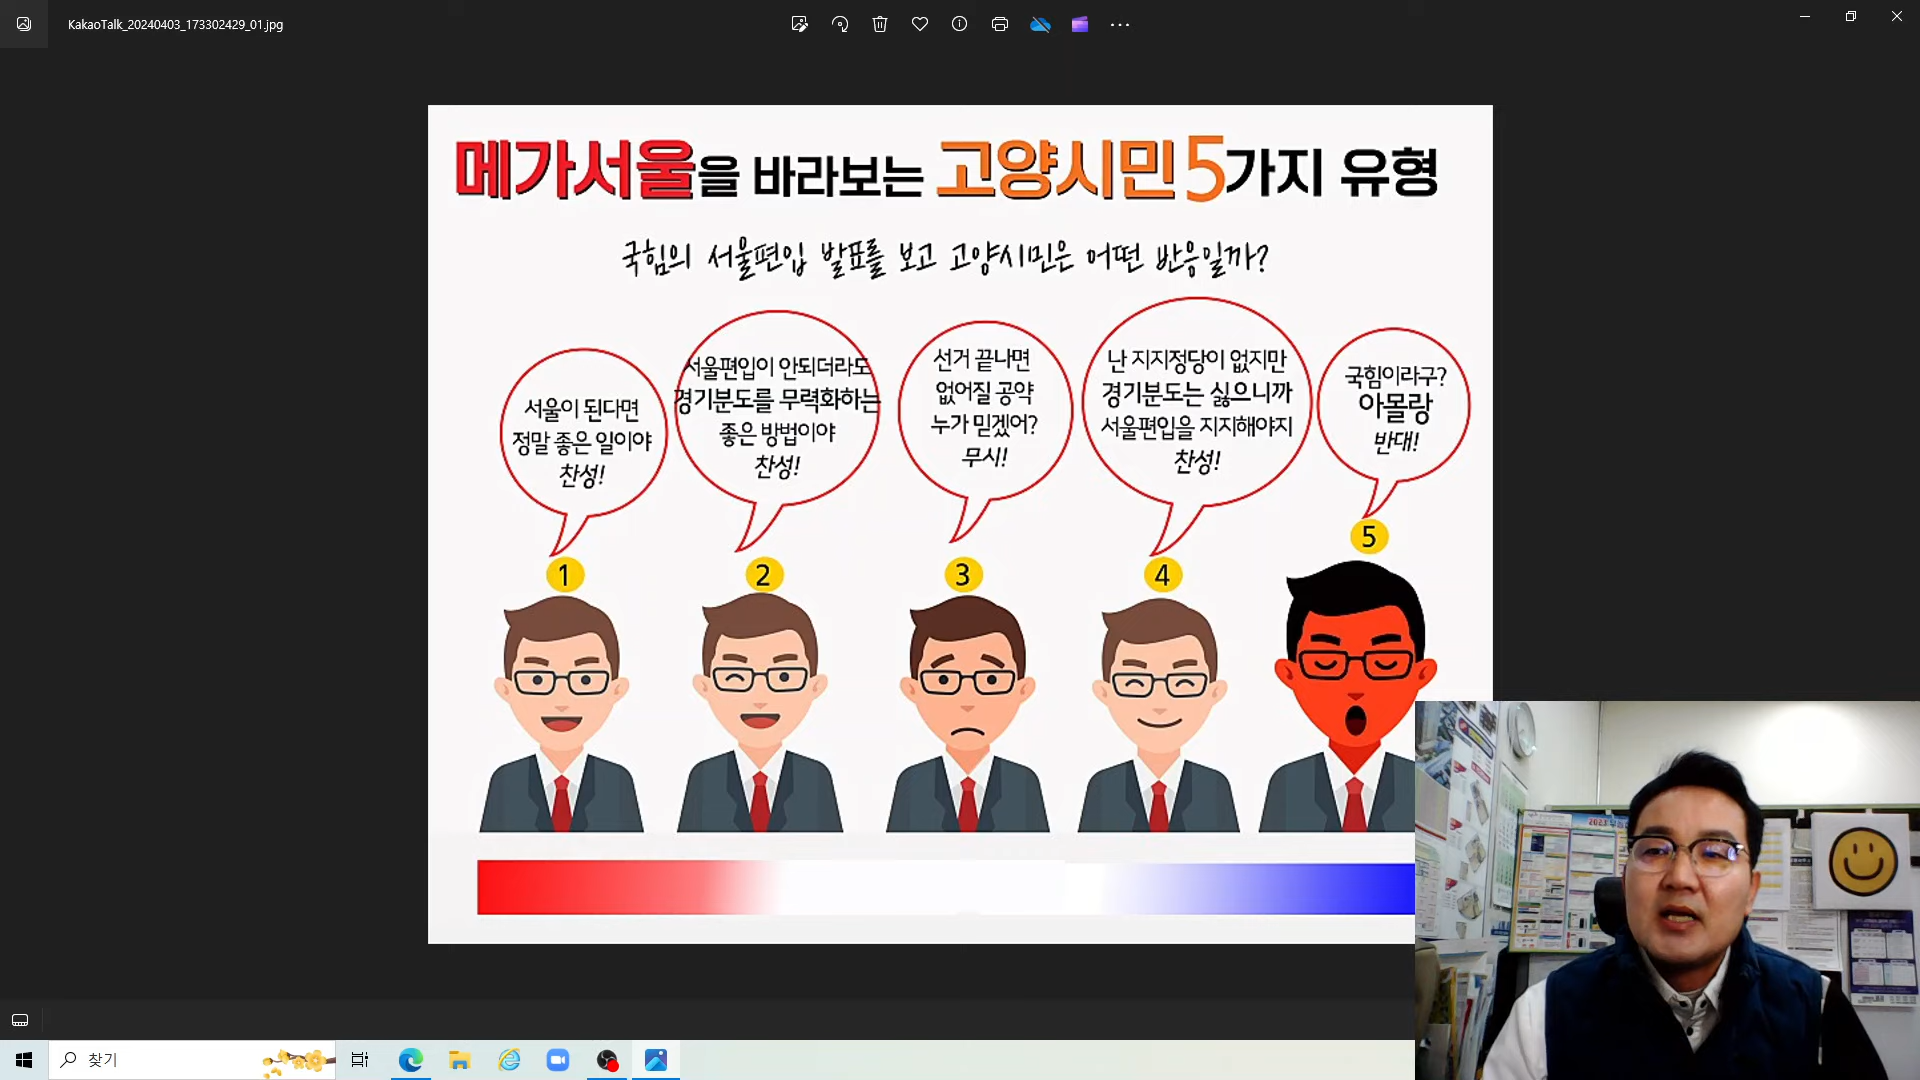 KakaoTalk_20240403_173302429_01.jpg
메가서울을 바라보는 고양시민 5가지 유형
국힘의 서울편입 발표를 보고 고양시민은 어떤 반응일까?
서울이 된다면
정말 좋은 일이야
찬성!
서울편입이 안되더라도
경기분도를 무력화하는
좋은 방법이야
찬성!
선거 끝나면
없어질 공약
누가 믿겠어?
무시!
난 지지정당이 없지만
경기분도는 싫으니까
서울편입을 지지해야지
찬성!
국힘이라구?
아몰랑
반대!
1
2
3
4
5
찾기